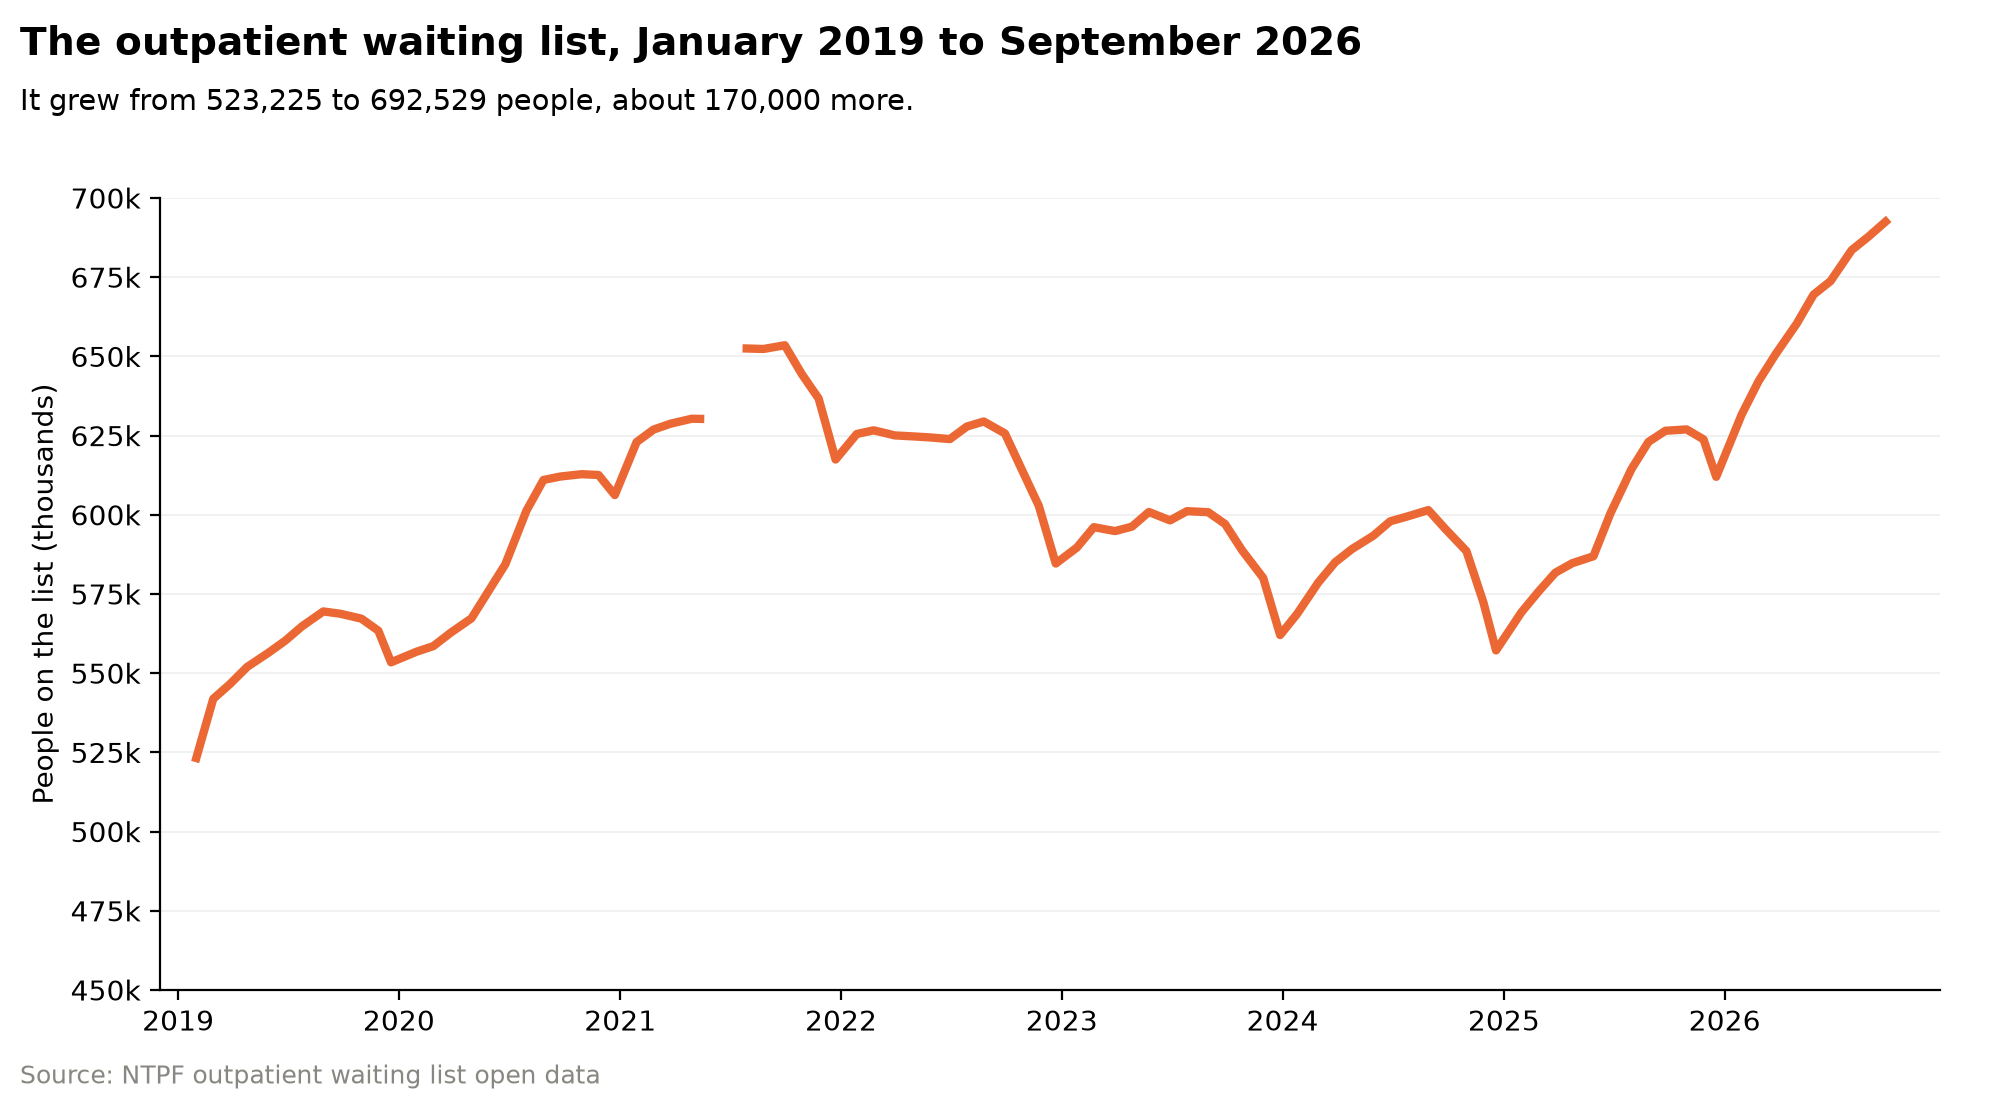 The outpatient waiting list, January 2019 to September 2026
It grew from 523,225 to 692,529 people, about 170,000 more.
People on the list (thousands)
700k
675k
650k
625k
600k
575k
550k
525k
500k
475k
450k
2019 2020 2021 2022 2023 2024 2025 2026
Source: NTPF outpatient waiting list open data